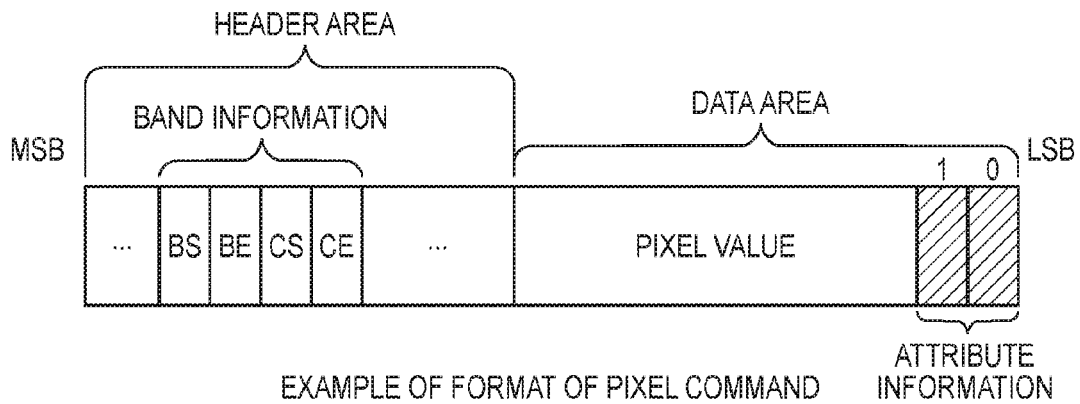 HEADER AREA
BAND INFORMATION
DATA AREA
MSB
LSB
1 0
... BS BE CS CE ... PIXEL VALUE
ATTRIBUTE
INFORMATION
EXAMPLE OF FORMAT OF PIXEL COMMAND